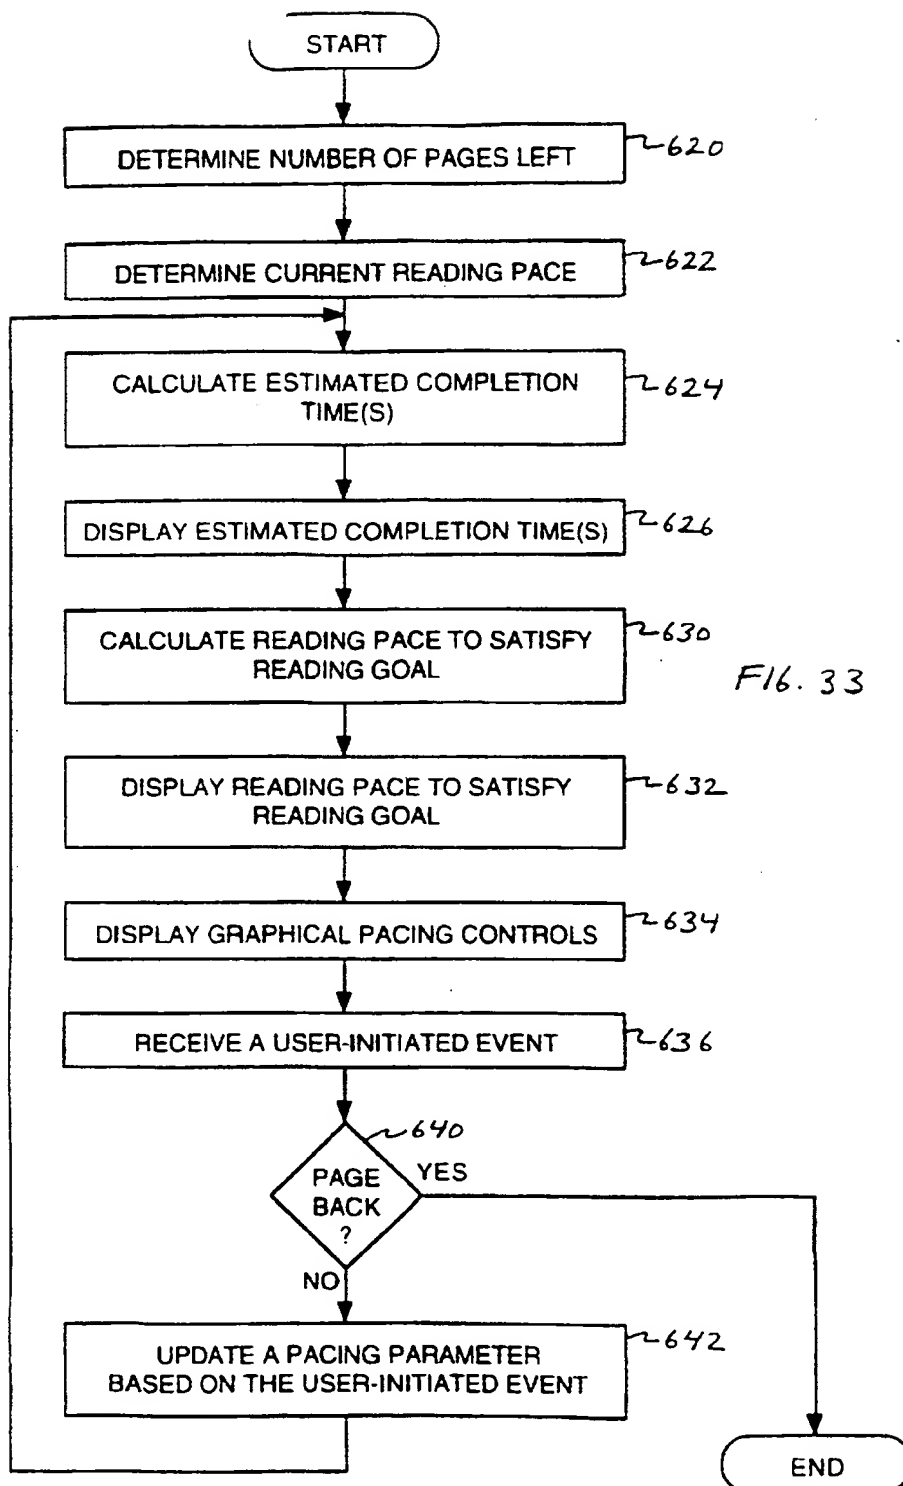 START
DETERMINE NUMBER OF PAGES LEFT
620
DETERMINE CURRENT READING PACE
622
CALCULATE ESTIMATED COMPLETION
TIME(S)
624
DISPLAY ESTIMATED COMPLETION TIME(S)
626
CALCULATE READING PACE TO SATISFY
READING GOAL
630
FIG. 33
DISPLAY READING PACE TO SATISFY
READING GOAL
632
DISPLAY GRAPHICAL PACING CONTROLS
634
RECEIVE A USER-INITIATED EVENT
636
640
PAGE
BACK
?
YES
NO
UPDATE A PACING PARAMETER
BASED ON THE USER-INITIATED EVENT
642
END